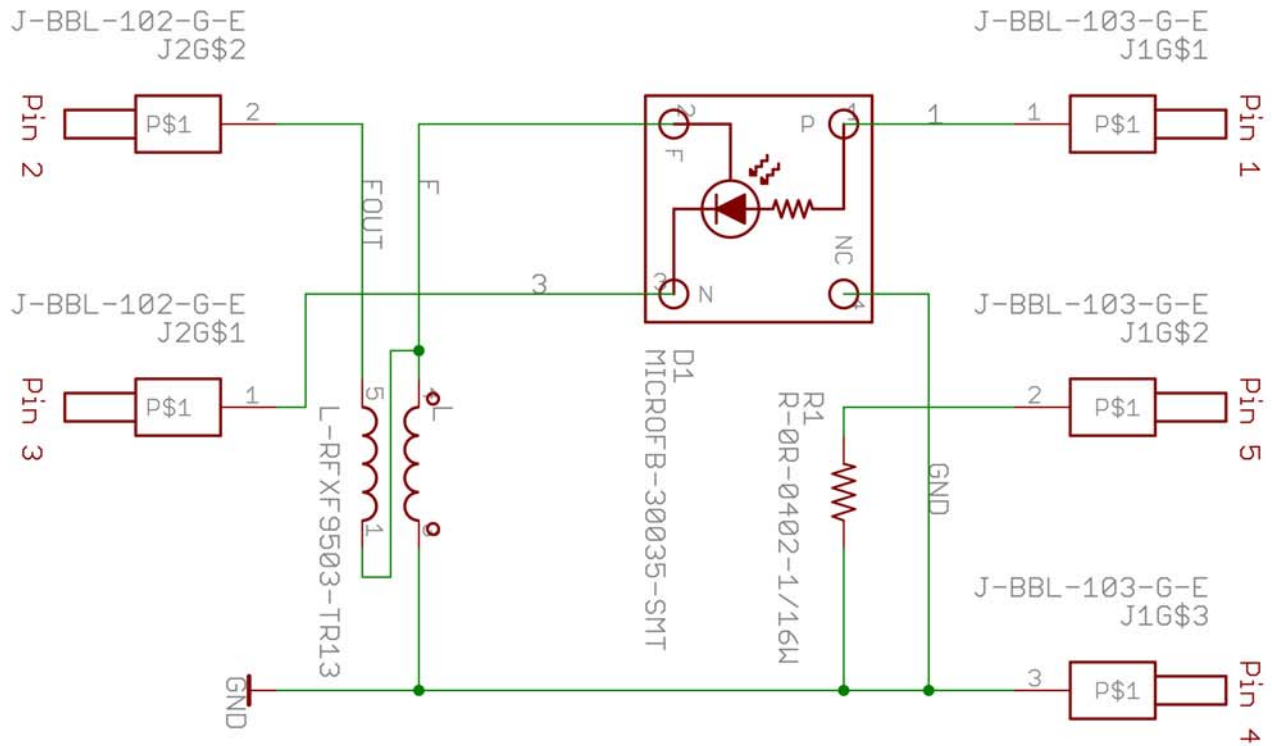 J-BBL-102-G-E
J2G$2
Pin 2
P$1
2
FOUT
F
J-BBL-103-G-E
J1G$1
Pin 1
P$1
1
1
2
F
P
1
NC
3
N
4
3
J-BBL-102-G-E
J2G$1
Pin 3
P$1
1
J-BBL-103-G-E
J1G$2
Pin 5
P$1
2
5
1
4
L
6
L-RFXF9503-TR13
D1
MICROFB-30035-SMT
R1
R-0R-0402-1/16W
GND
J-BBL-103-G-E
J1G$3
Pin 4
P$1
3
GND